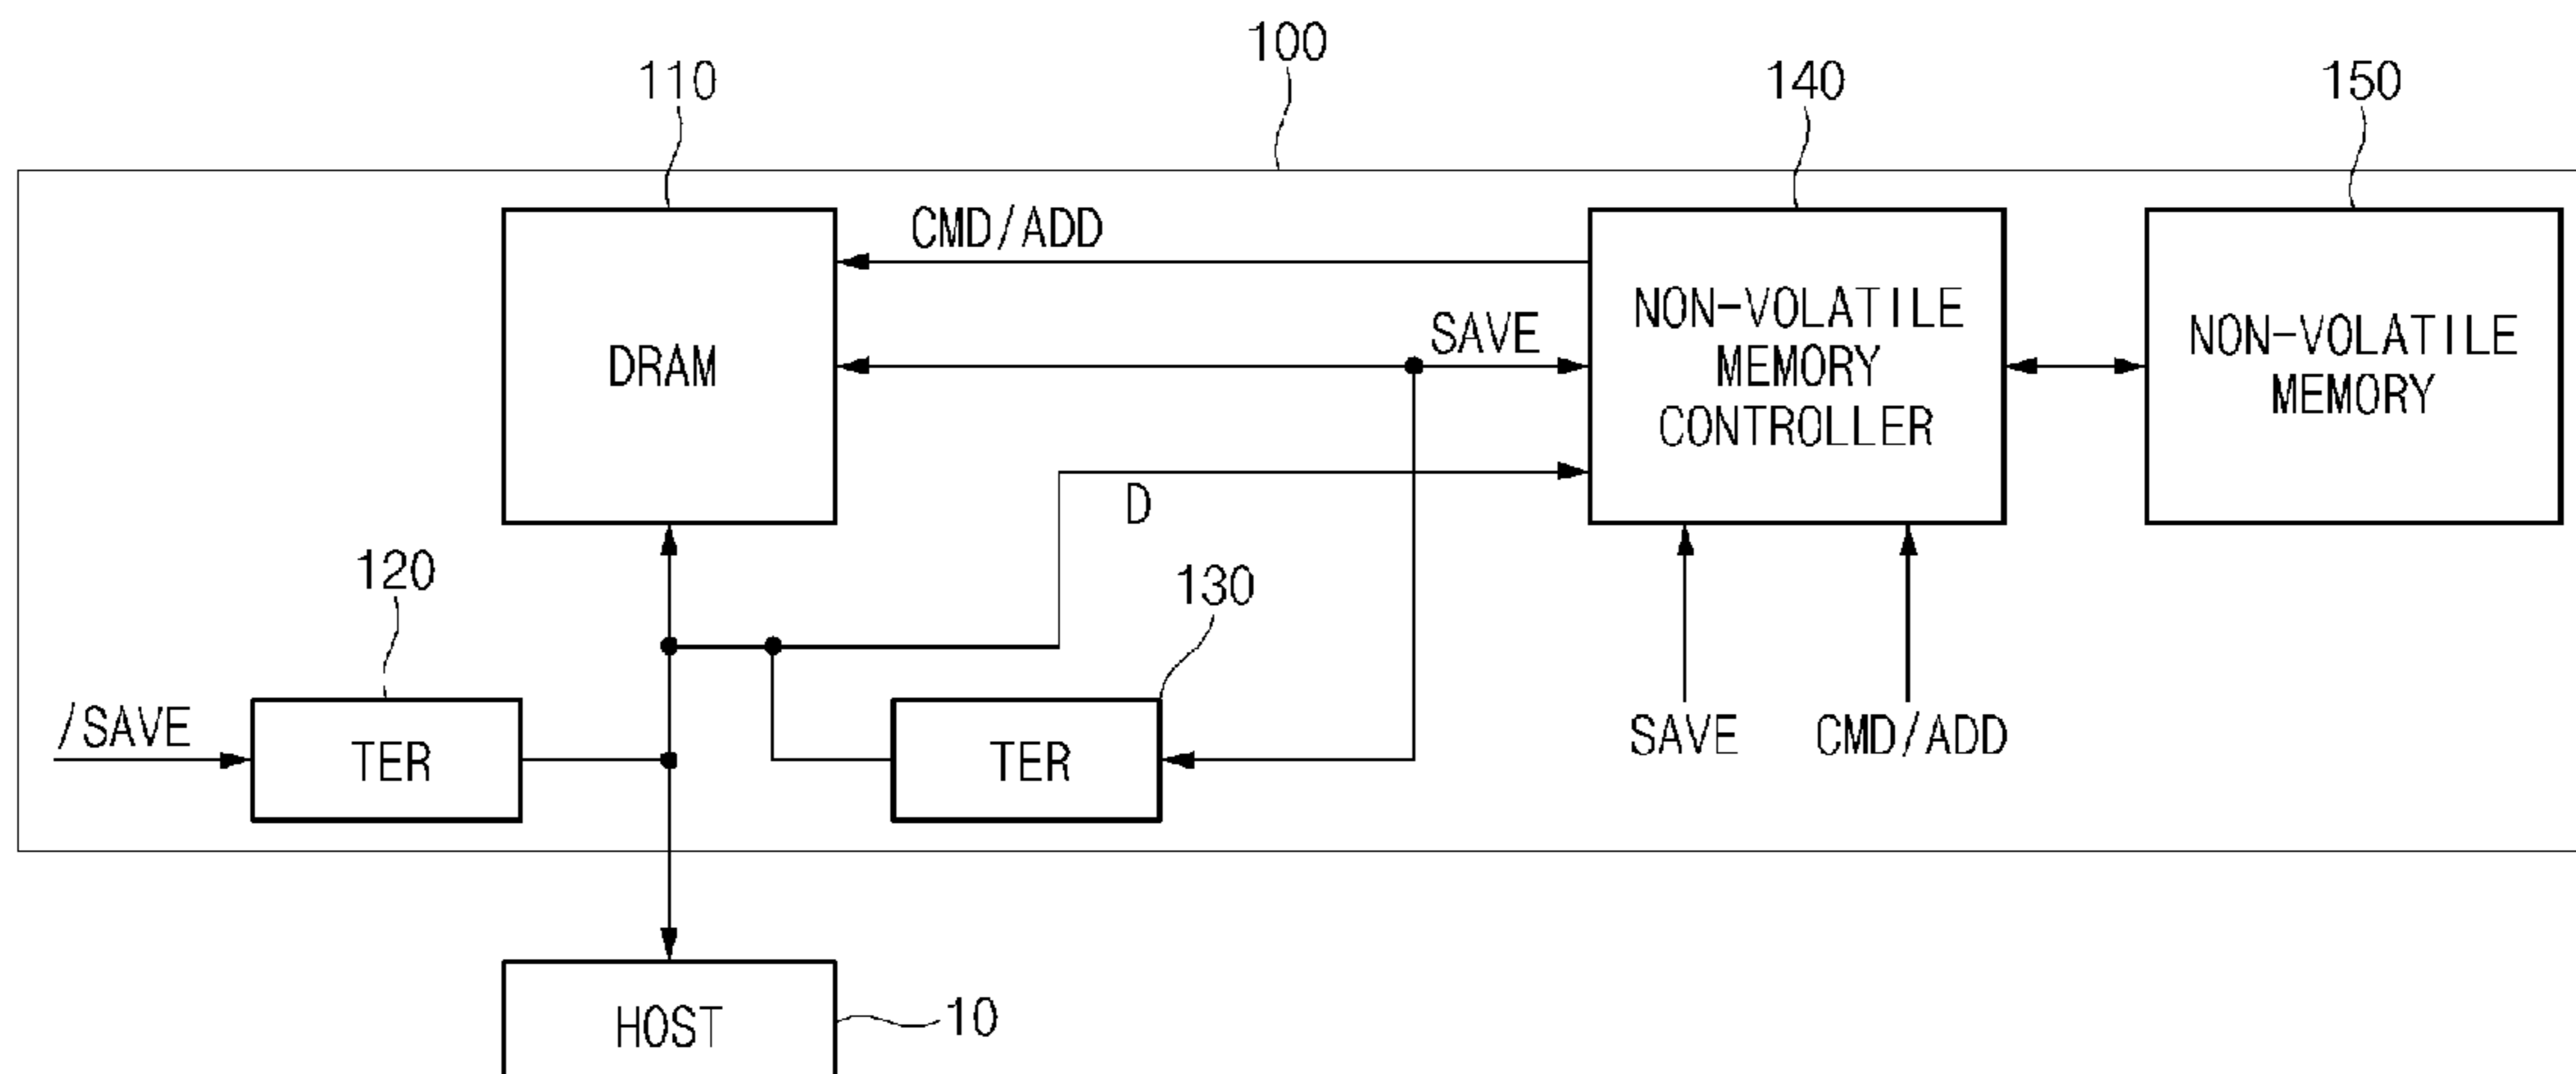 100
110
140
150
CMD/ADD
DRAM
SAVE
NON-VOLATILE
MEMORY
CONTROLLER
NON-VOLATILE
MEMORY
D
120
130
/SAVE
TER
TER
SAVE
CMD/ADD
HOST
10